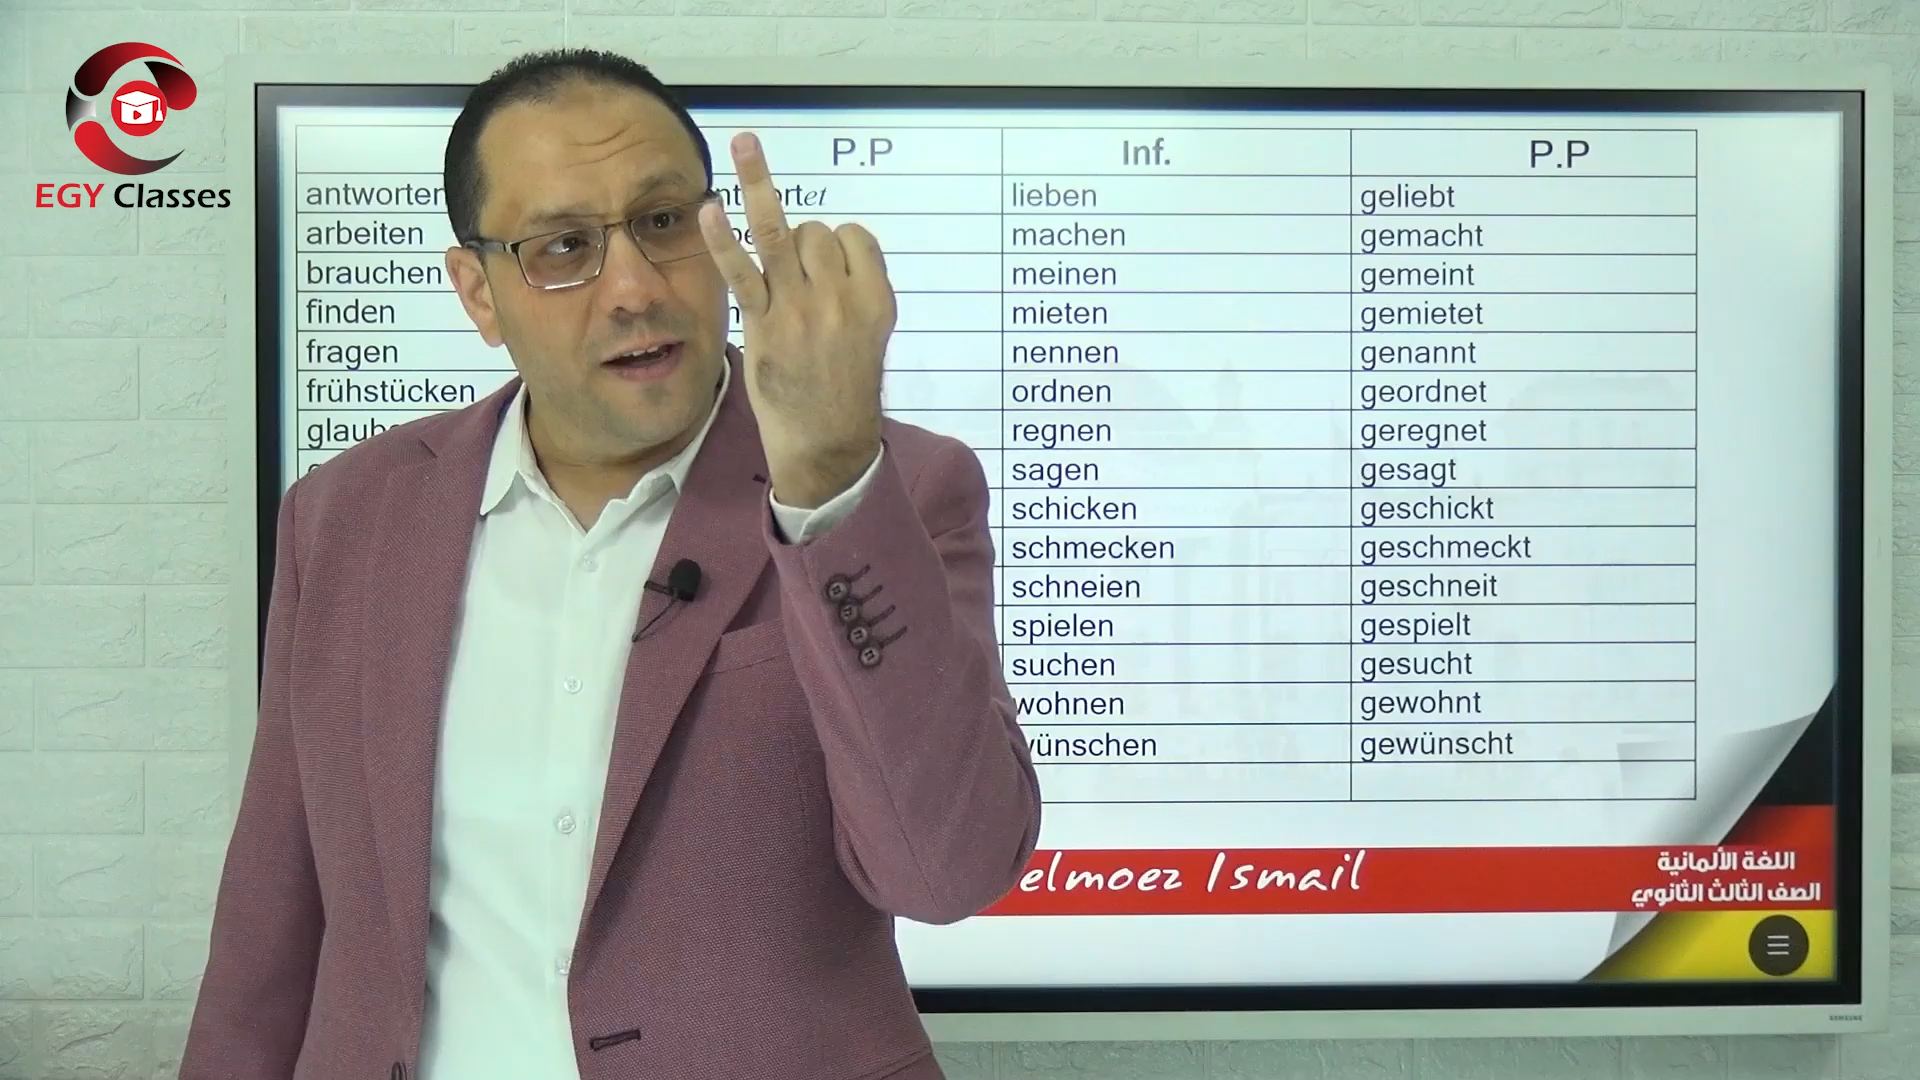 EGY Classes
P.P Inf. P.P
lieben geliebt
arbeiten machen gemacht
brauchen meinen gemeint
finden mieten gemietet
fragen nennen genannt
frühstücken ordnen geordnet
regnen geregnet
sagen gesagt
schicken geschickt
schmecken geschmeckt
schneien geschneit
spielen gespielt
suchen gesucht
wohnen gewohnt
wünschen gewünscht
elmoez Ismail
اللغة الألمانية
الصف الثالث الثانوي
SAMSUNG